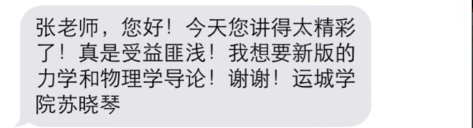 张老师，您好！今天您讲得太精彩
了！真是受益匪浅！我想要新版的
力学和物理学导论！谢谢！运城学
院苏晓琴